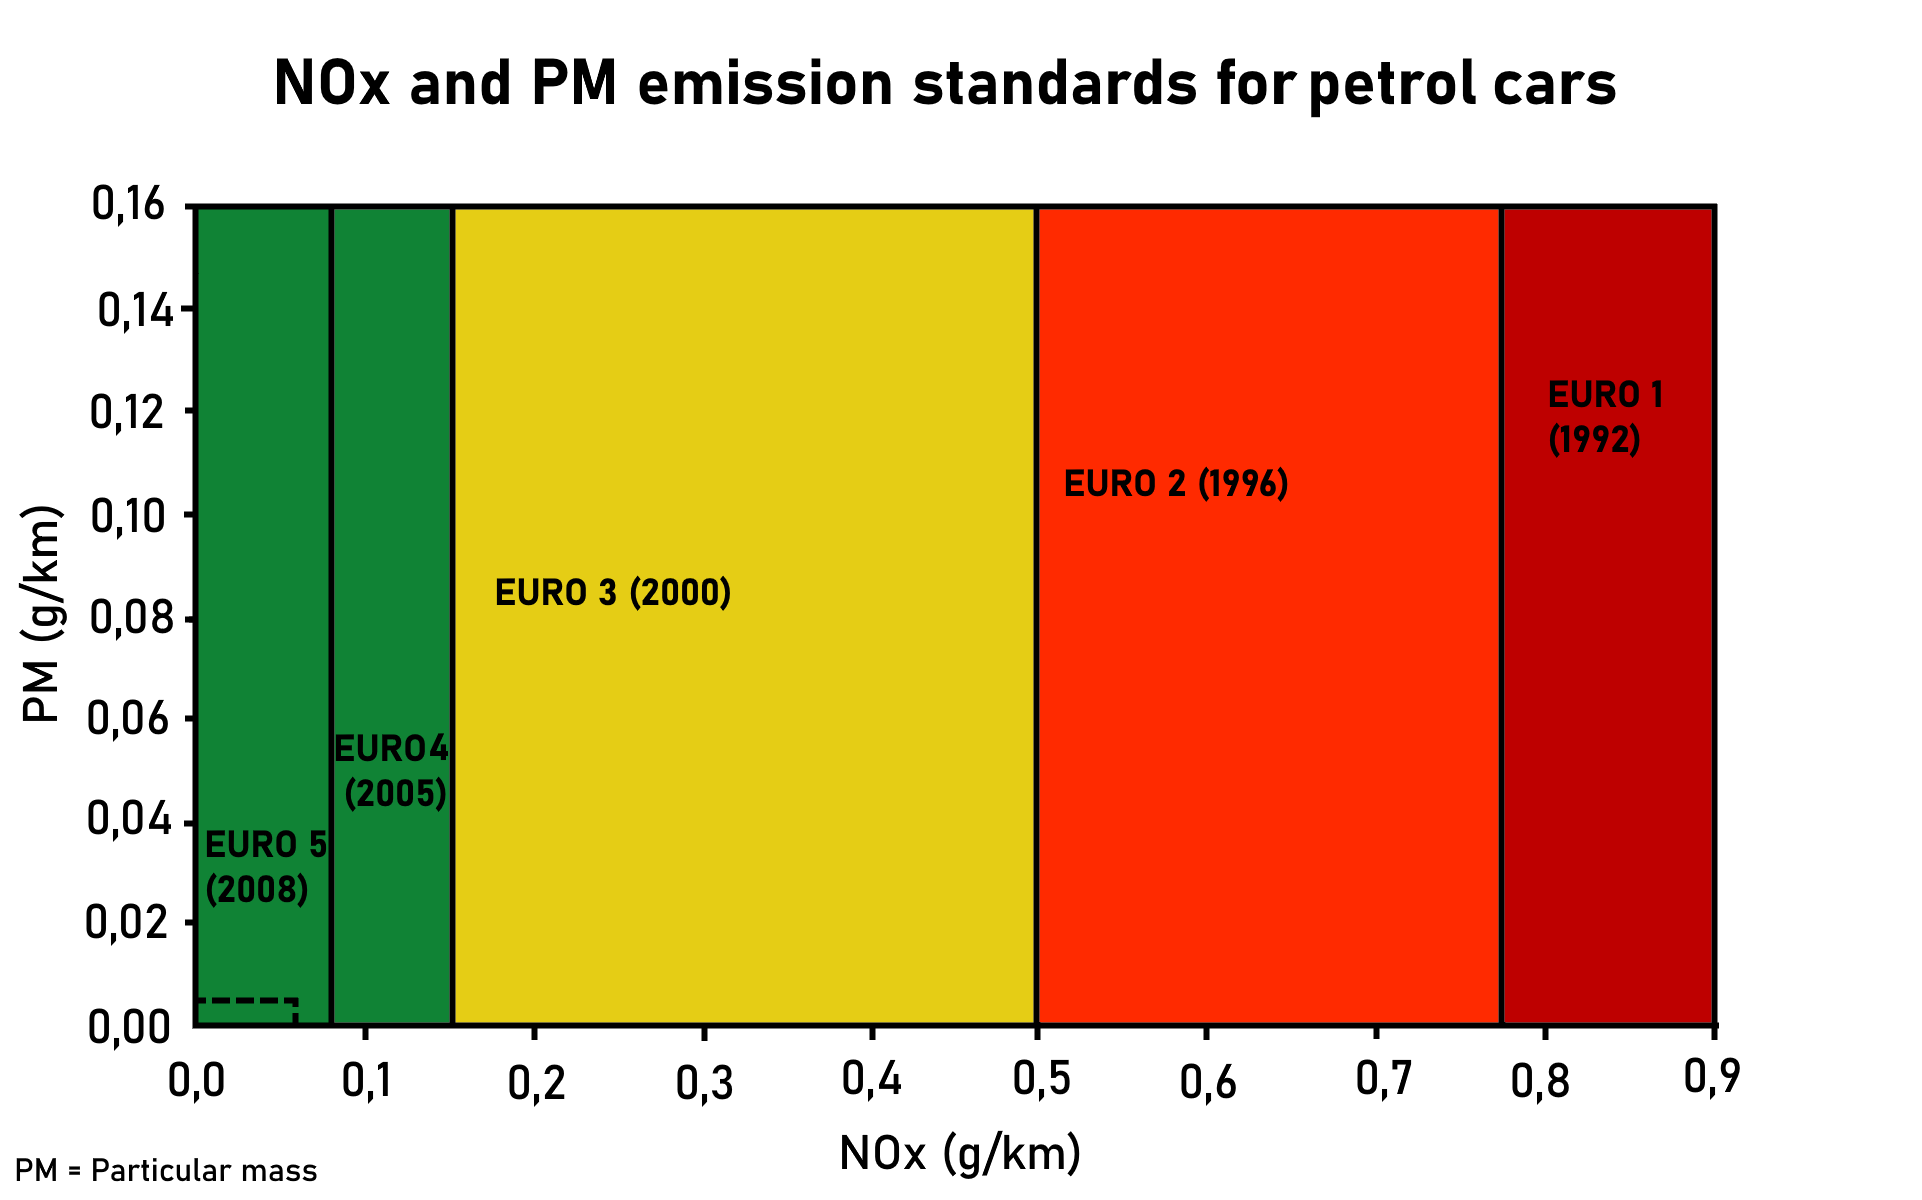 NOx and PM emission standards for petrol cars
0,16
0,14
0,12
0,10
0,08
0,06
0,04
0,02
0,00
PM (g/km)
EURO 1
(1992)
EURO 2 (1996)
EURO 3 (2000)
EURO4
(2005)
EURO 5
(2008)
0,0 0,1 0,2 0,3 0,4 0,5 0,6 0,7 0,8 0,9
NOx (g/km)
PM = Particular mass